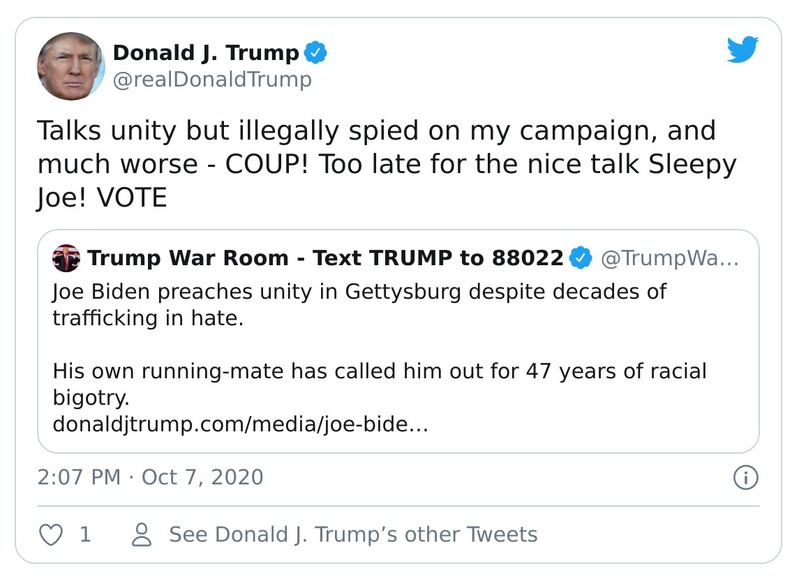 Donald J. Trump
@realDonaldTrump
Talks unity but illegally spied on my campaign, and
much worse - COUP! Too late for the nice talk Sleepy
Joe! VOTE
Trump War Room - Text TRUMP to 88022 @TrumpWa…
Joe Biden preaches unity in Gettysburg despite decades of
trafficking in hate.
His own running-mate has called him out for 47 years of racial
bigotry.
donaldjtrump.com/media/joe-bide…
2:07 PM · Oct 7, 2020
1 See Donald J. Trump’s other Tweets